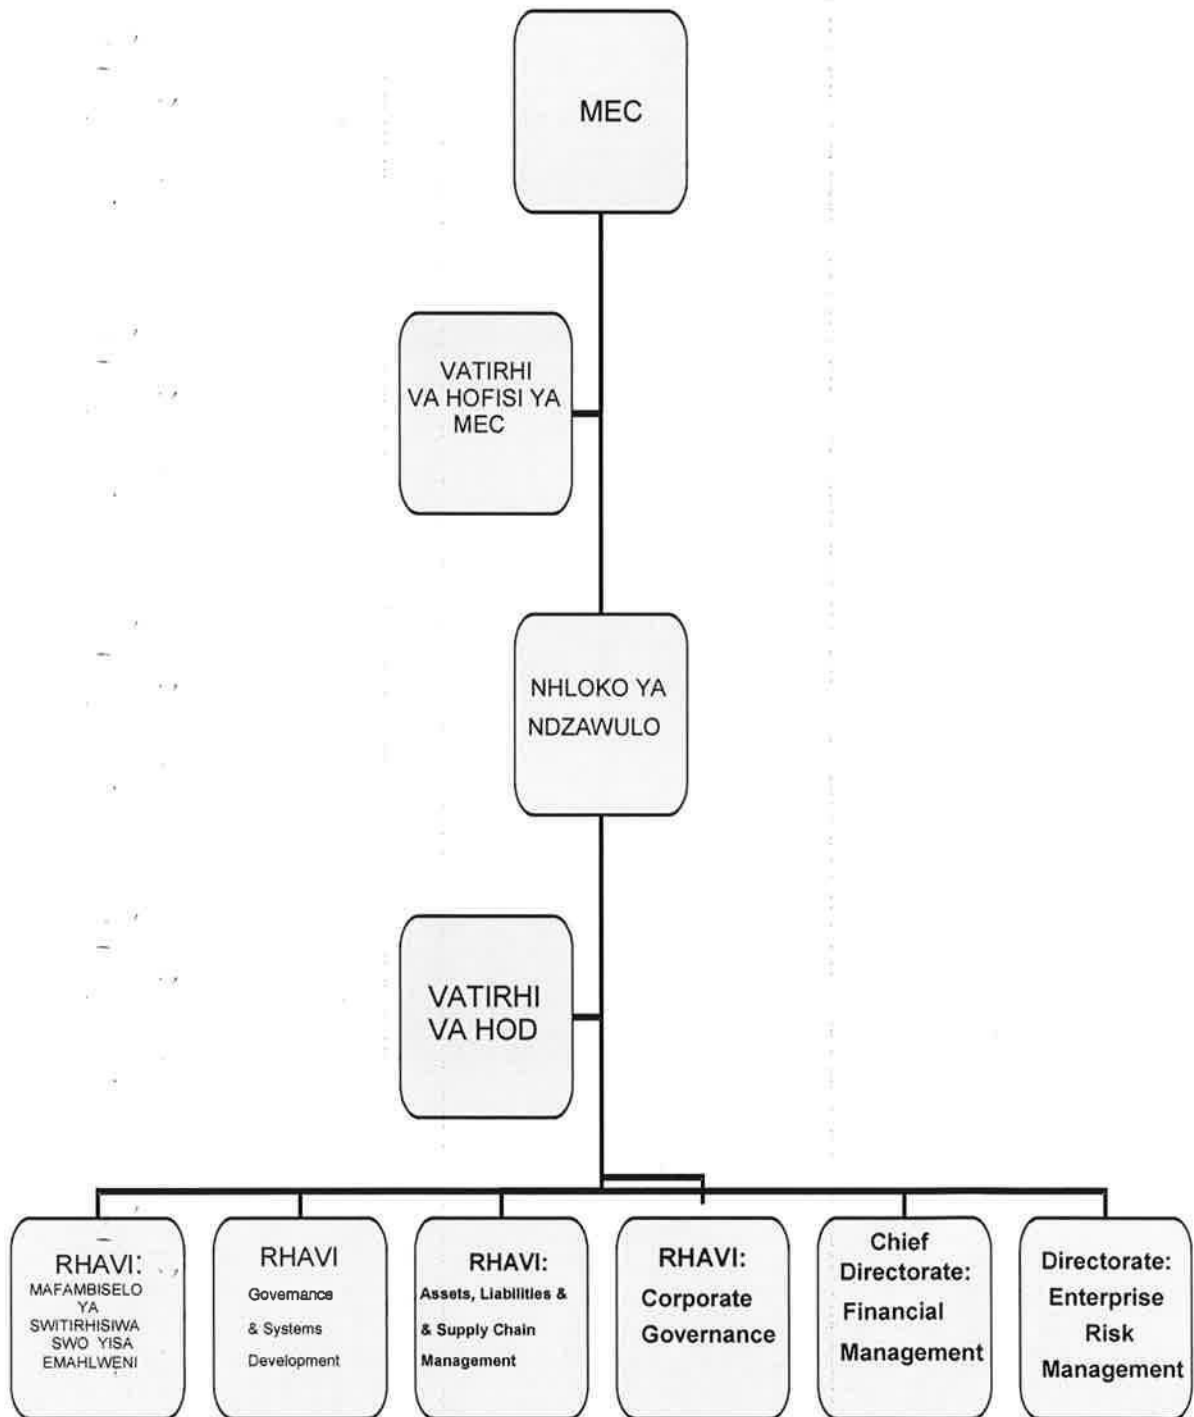 MEC
VATIRHI
VA HOFISI YA
MEC
NHLOKO YA
NDZAWULO
VATIRHI
VA HOD
RHAVI:
MAFAMBISELO
YA
SWITIRHISIWA
SWO YISA
EMAHLWENI
RHAVI
Governance
& Systems
Development
RHAVI:
Assets, Liabilities &
& Supply Chain
Management
RHAVI:
Corporate
Governance
Chief
Directorate:
Financial
Management
Directorate:
Enterprise
Risk
Management